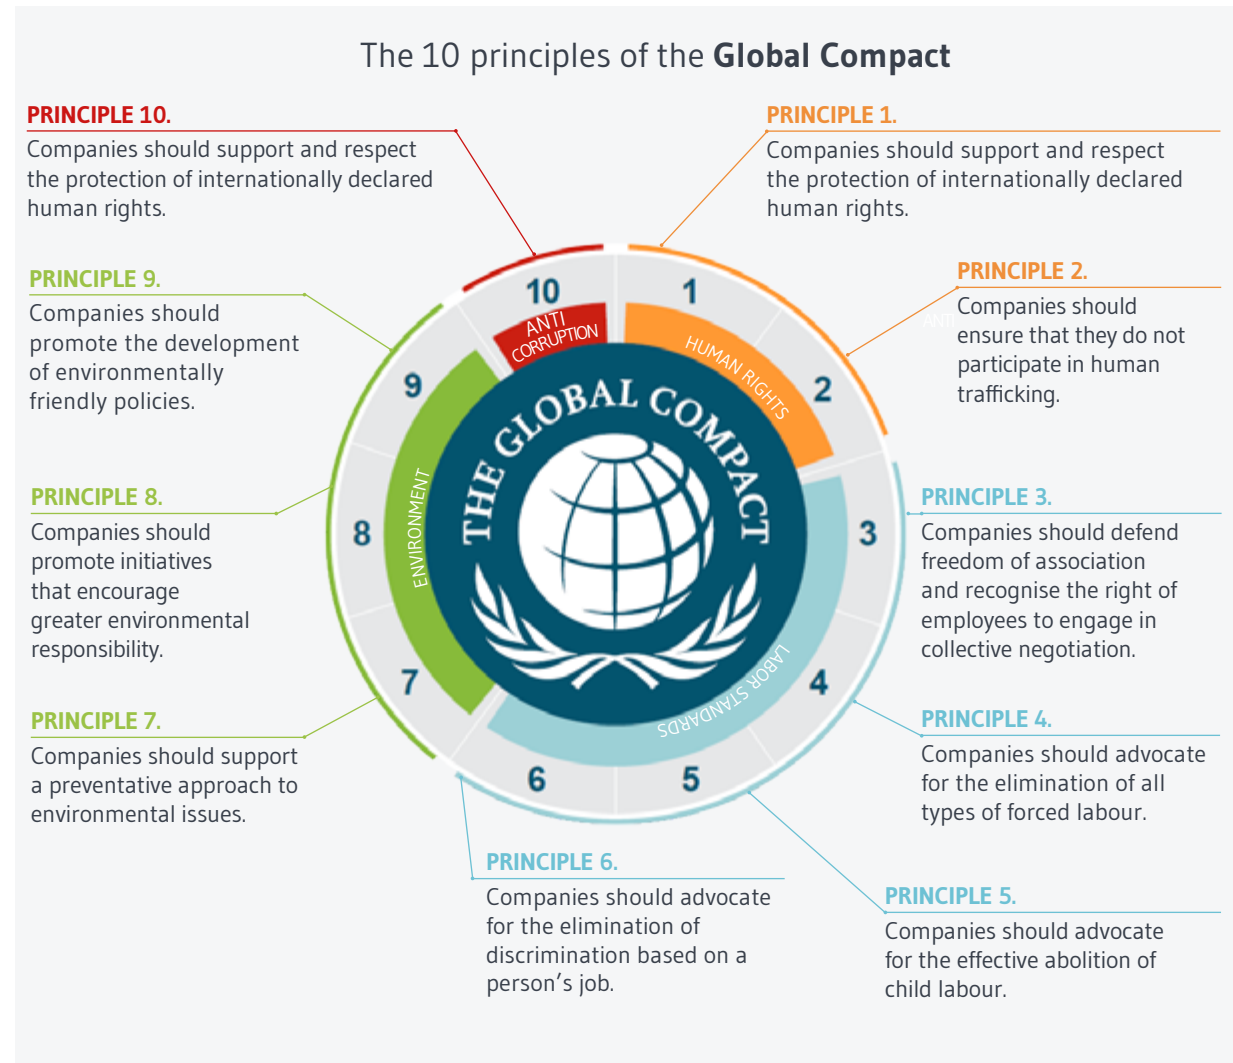 The 10 principles of the Global Compact
PRINCIPLE 10.
Companies should support and respect
the protection of internationally declared
human rights.
PRINCIPLE 1.
Companies should support and respect
the protection of internationally declared
human rights.
PRINCIPLE 9.
Companies should
promote the development
of environmentally
friendly policies.
PRINCIPLE 2.
Companies should
ensure that they do not
participate in human
trafficking.
ANTI
PRINCIPLE 8.
Companies should
promote initiatives
that encourage
greater environmental
responsibility.
PRINCIPLE 3.
Companies should defend
freedom of association
and recognise the right of
employees to engage in
collective negotiation.
PRINCIPLE 7.
Companies should support
a preventative approach to
environmental issues.
PRINCIPLE 4.
Companies should advocate
for the elimination of all
types of forced labour.
PRINCIPLE 6.
Companies should advocate
for the elimination of
discrimination based on a
person's job.
PRINCIPLE 5.
Companies should advocate
for the effective abolition of
child labour.
10
1
2
3
4
5
6
7
8
9
ANTI
CORRUPTION
HUMAN RIGHTS
LABOR STANDARDS
ENVIRONMENT
THE GLOBAL COMPACT